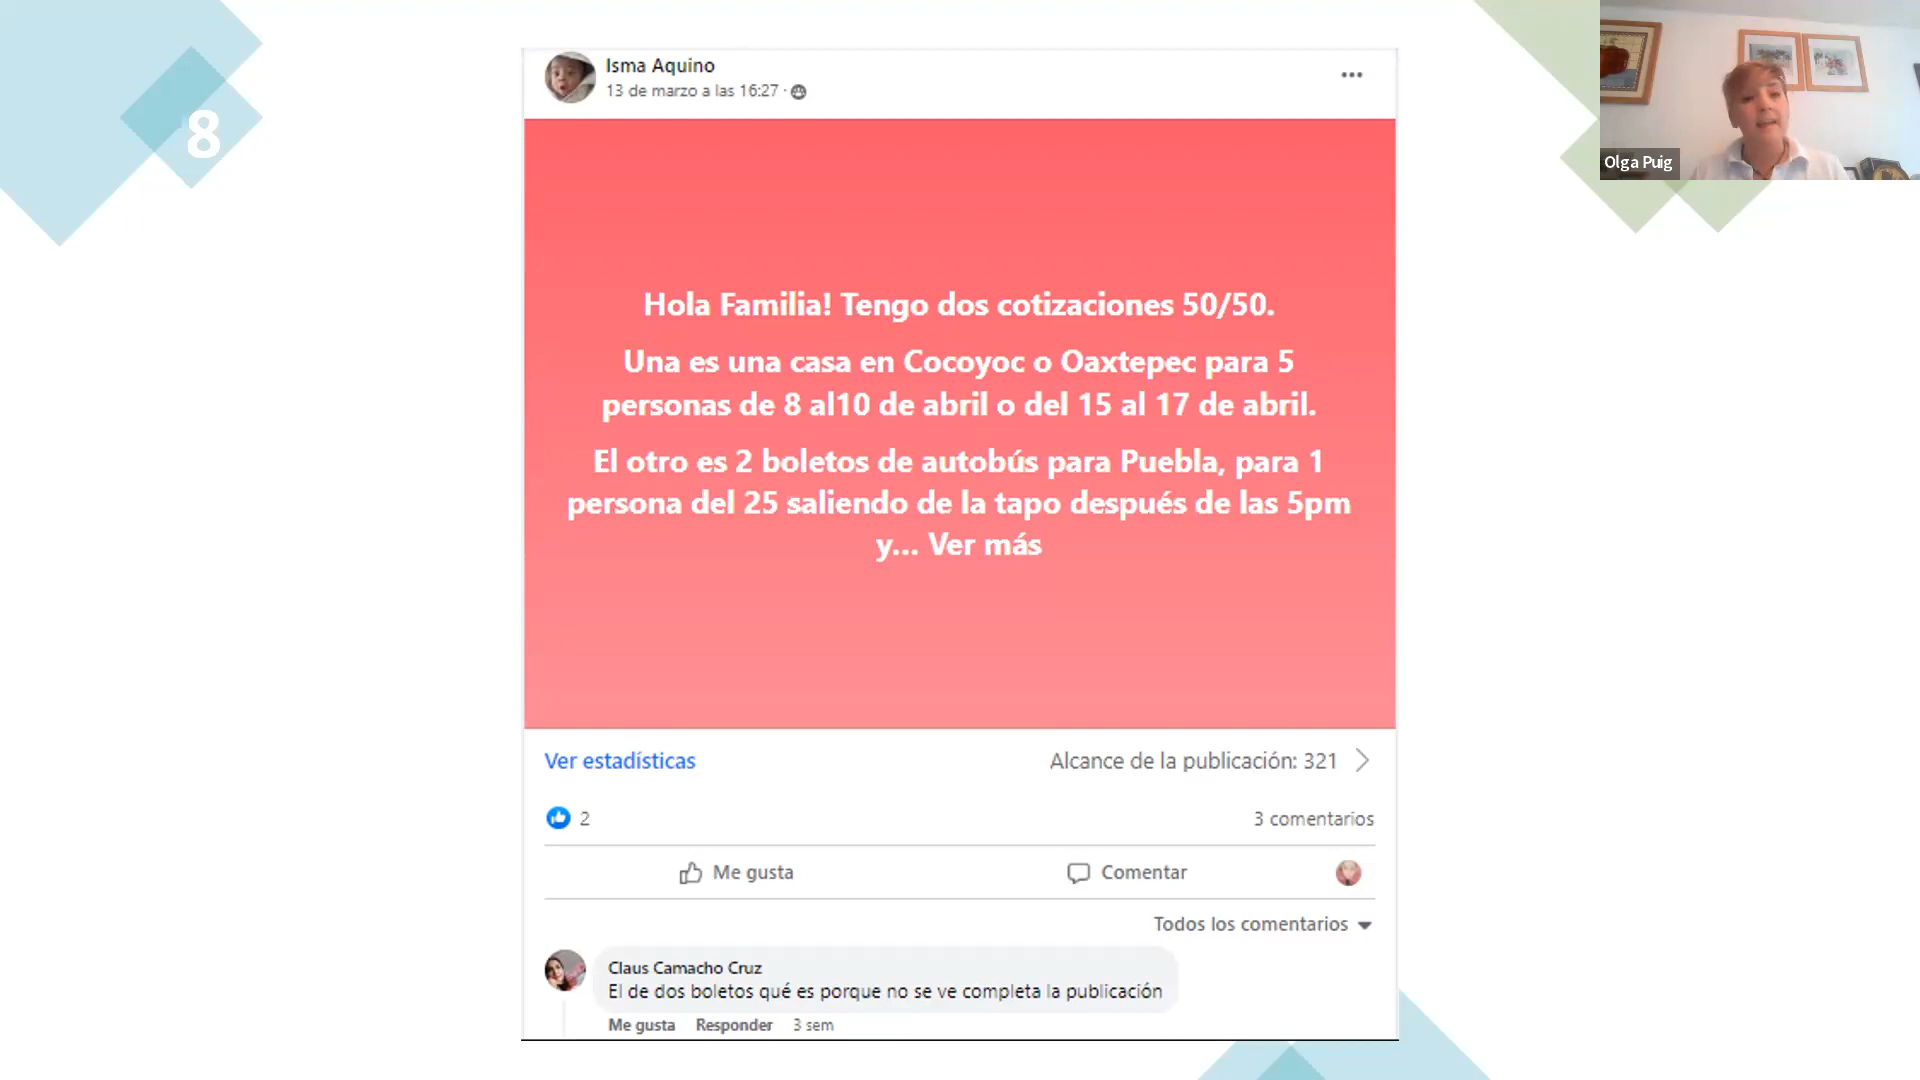 8
Isma Aquino
13 de marzo a las 16:27 ·
Olga Puig
Hola Familia! Tengo dos cotizaciones 50/50.
Una es una casa en Cocoyoc o Oaxtepec para 5
personas de 8 al10 de abril o del 15 al 17 de abril.
El otro es 2 boletos de autobús para Puebla, para 1
persona del 25 saliendo de la tapo después de las 5pm
y... Ver más
Ver estadísticas
Alcance de la publicación: 321
2
3 comentarios
Me gusta
Comentar
Todos los comentarios
Claus Camacho Cruz
El de dos boletos qué es porque no se ve completa la publicación
Me gusta Responder 3 sem